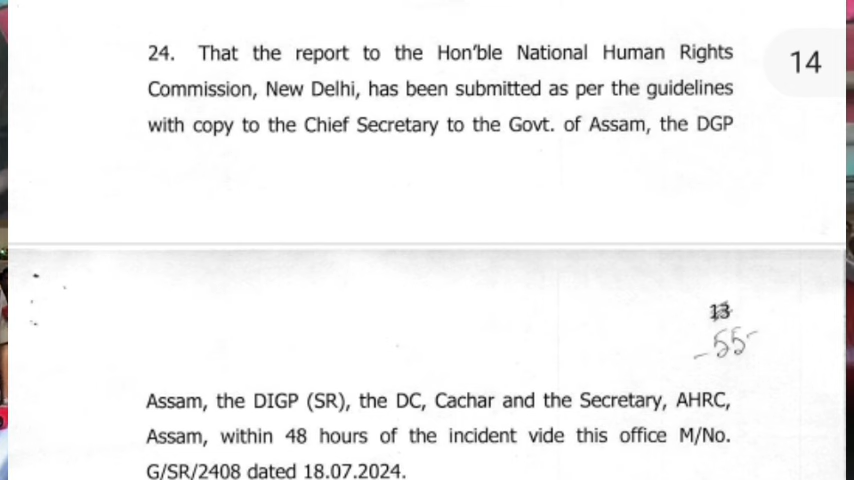 24. That the report to the Hon'ble National Human Rights
Commission, New Delhi, has been submitted as per the guidelines
with copy to the Chief Secretary to the Govt. of Assam, the DGP
14
13
-55-
Assam, the DIGP (SR), the DC, Cachar and the Secretary, AHRC,
Assam, within 48 hours of the incident vide this office M/No.
G/SR/2408 dated 18.07.2024.